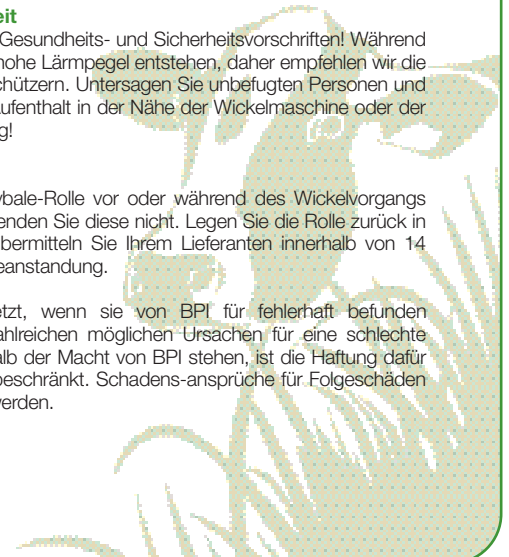 eit
Gesundheits- und Sicherheitsvorschriften! Während
hohe Lärmpegel entstehen, daher empfehlen wir die
chützern. Untersagen Sie unbefugten Personen und
ufenthalt in der Nähe der Wickelmaschine oder der
g!
ybale-Rolle vor oder während des Wickelvorgangs
enden Sie diese nicht. Legen Sie die Rolle zurück in
bermitteln Sie Ihrem Lieferanten innerhalb von 14
eanstandung.
etzt, wenn sie von BPI für fehlerhaft befunden
ahlreichen möglichen Ursachen für eine schlechte
alb der Macht von BPI stehen, ist die Haftung dafür
beschränkt. Schadens-ansprüche für Folgeschäden
werden.